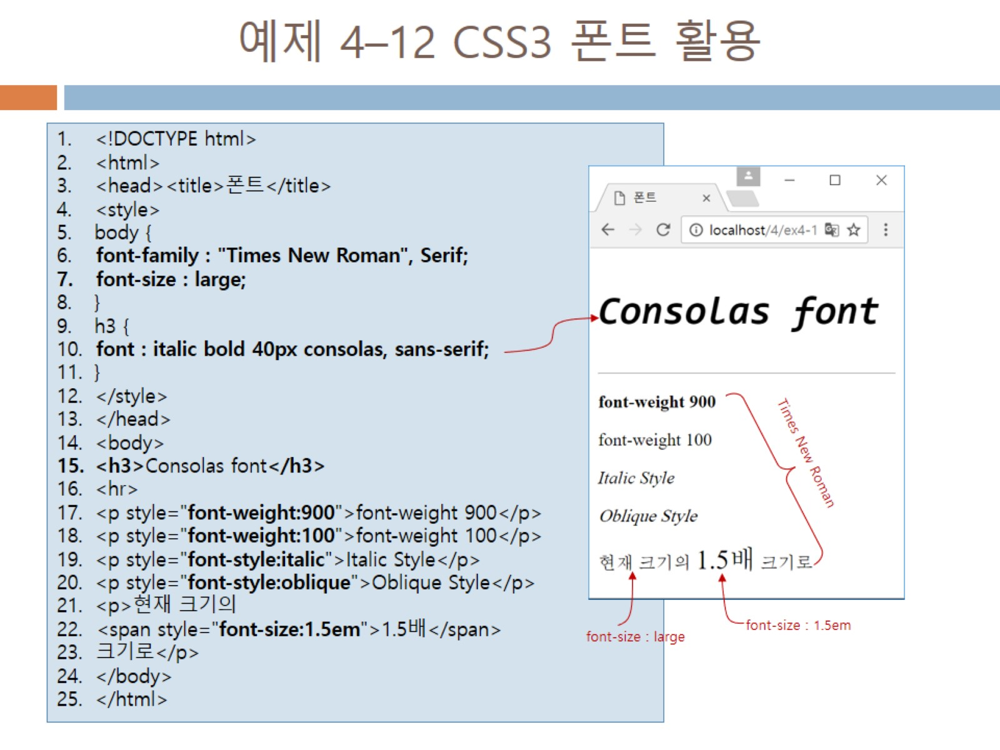 예제 4–12 CSS3 폰트 활용
1. <!DOCTYPE html>
2. <html>
3. <head><title>폰트</title>
4. <style>
5. body {
6. font-family : "Times New Roman", Serif;
7. font-size : large;
8. }
9. h3 {
10. font : italic bold 40px consolas, sans-serif;
11. }
12. </style>
13. </head>
14. <body>
15. <h3>Consolas font</h3>
16. <hr>
17. <p style="font-weight:900">font-weight 900</p>
18. <p style="font-weight:100">font-weight 100</p>
19. <p style="font-style:italic">Italic Style</p>
20. <p style="font-style:oblique">Oblique Style</p>
21. <p>현재 크기의
22. <span style="font-size:1.5em">1.5배</span>
23. 크기로</p>
24. </body>
25. </html>
폰트
localhost/4/ex4-1
Consolas font
font-weight 900
font-weight 100
Italic Style
Oblique Style
현재 크기의 1.5배 크기로
Times New Roman
font-size : large
font-size : 1.5em